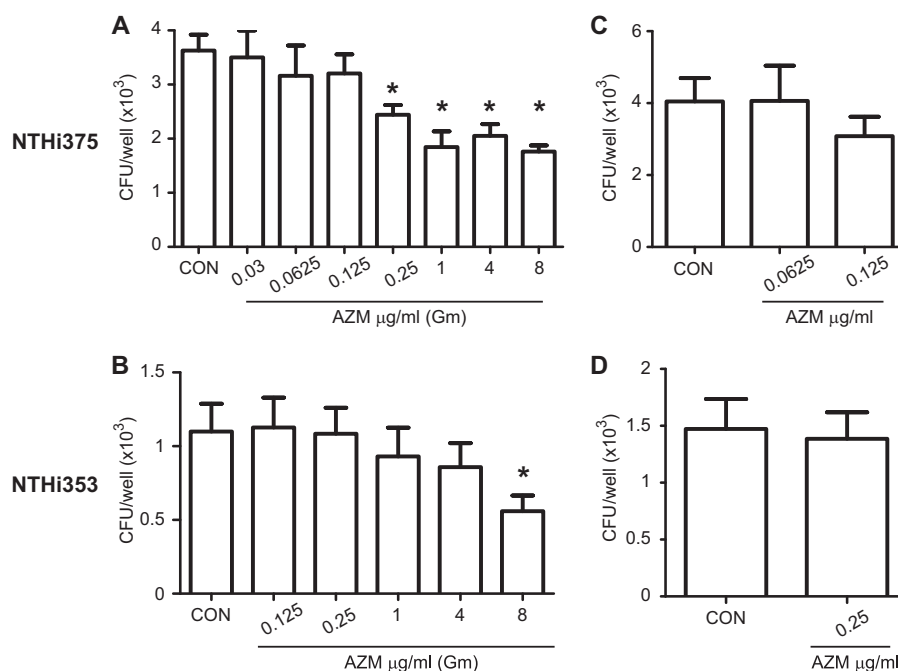 A
CFU/well (x10³)
4
3
2
1
0
* * * *
CON 0.03 0.0625 0.125 0.25 1 4 8
AZM µg/ml (Gm)
NTHi375
C
CFU/well (x10³)
6
4
2
0
CON 0.0625 0.125
AZM µg/ml
B
CFU/well (x10³)
1.5
1
0.5
0
*
CON 0.125 0.25 1 4 8
AZM µg/ml (Gm)
NTHi353
D
CFU/well (x10³)
2
1.5
1
0.5
0
CON 0.25
AZM µg/ml